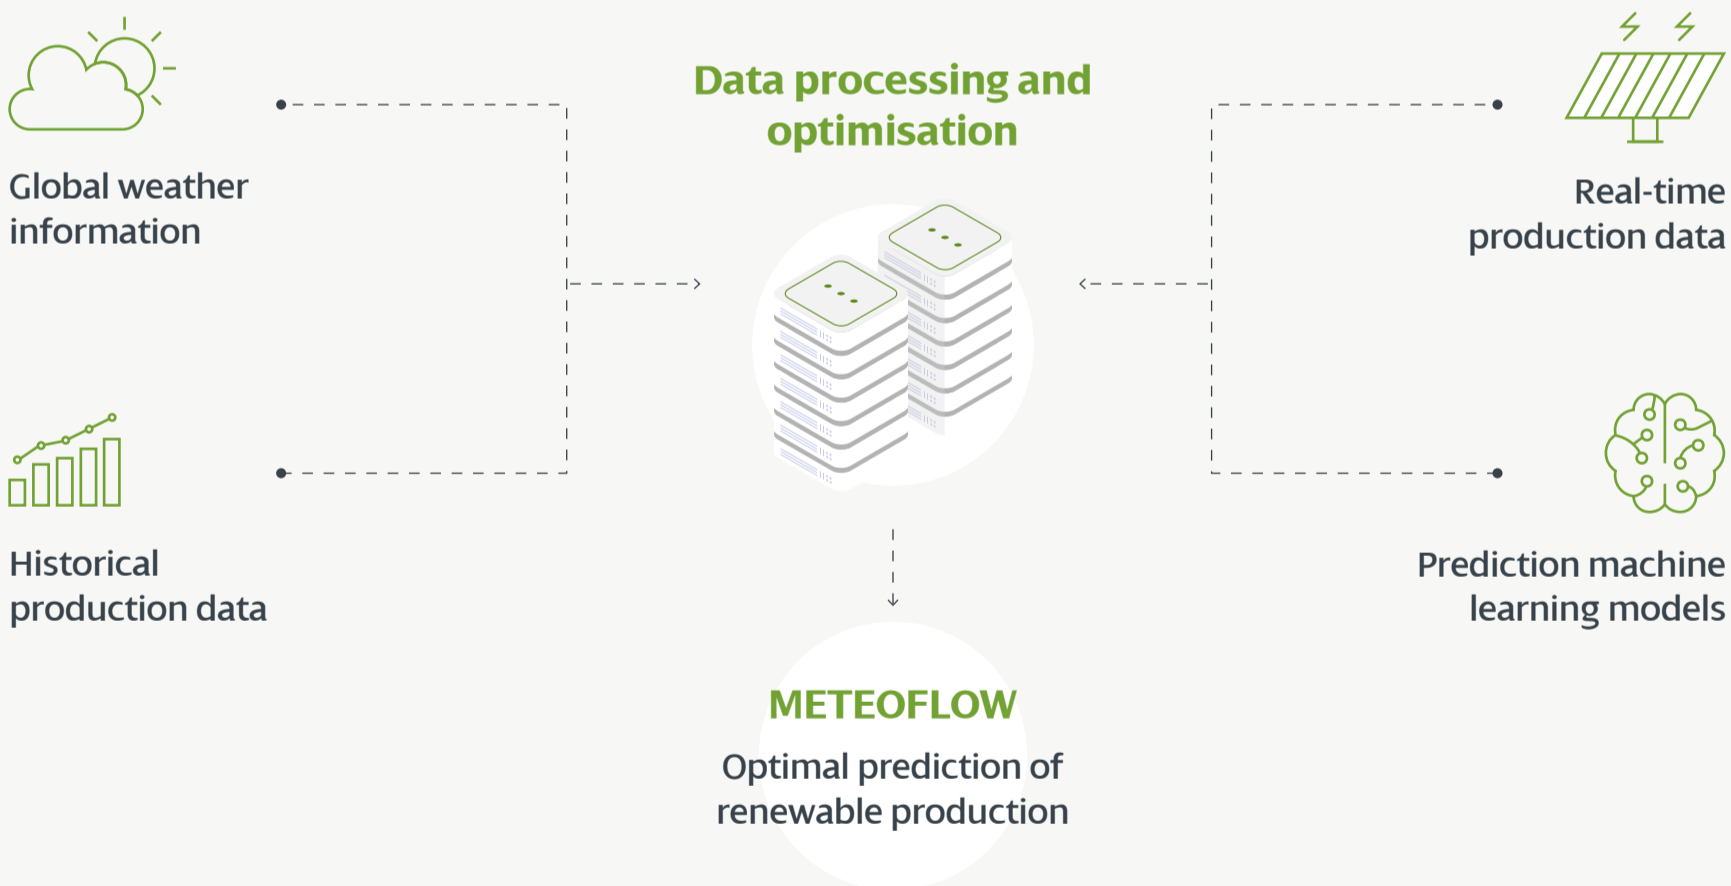 Data processing and
optimisation
Global weather
information
Real-time
production data
Historical
production data
Prediction machine
learning models
METEOFLOW
Optimal prediction of
renewable production